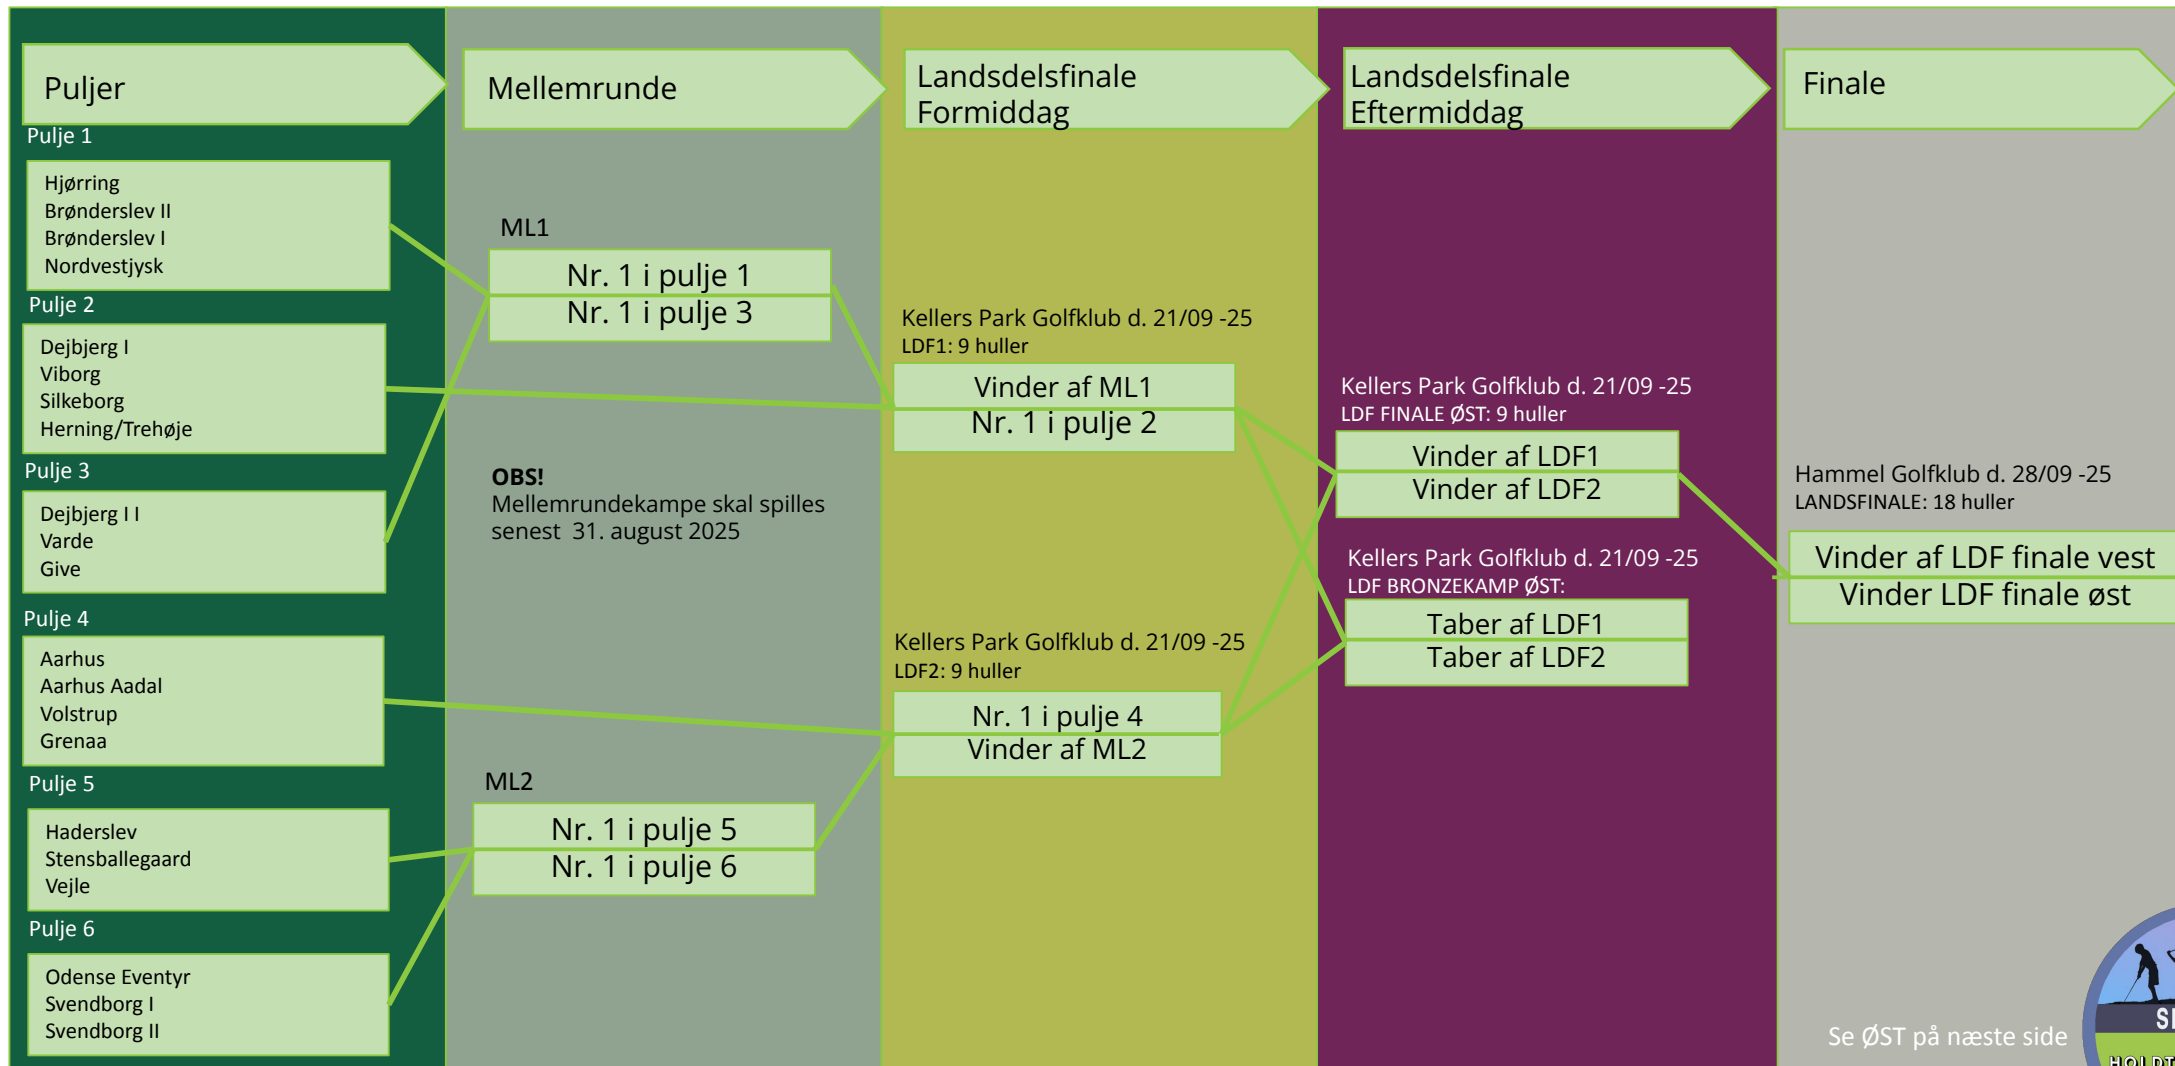 Puljer
Pulje 1
Hjørring
Brønderslev II
Brønderslev I
Nordvestjysk
Pulje 2
Dejbjerg I
Viborg
Silkeborg
Herning/Trehøje
Pulje 3
Dejbjerg I I
Varde
Give
Pulje 4
Aarhus
Aarhus Aadal
Volstrup
Grenaa
Pulje 5
Haderslev
Stensballegaard
Vejle
Pulje 6
Odense Eventyr
Svendborg I
Svendborg II
Mellemrunde
ML1
Nr. 1 i pulje 1
Nr. 1 i pulje 3
OBS!
Mellemrundekampe skal spilles
senest 31. august 2025
ML2
Nr. 1 i pulje 5
Nr. 1 i pulje 6
Landsdelsfinale
Formiddag
Kellers Park Golfklub d. 21/09 -25
LDF1: 9 huller
Vinder af ML1
Nr. 1 i pulje 2
Kellers Park Golfklub d. 21/09 -25
LDF2: 9 huller
Nr. 1 i pulje 4
Vinder af ML2
Landsdelsfinale
Eftermiddag
Kellers Park Golfklub d. 21/09 -25
LDF FINALE ØST: 9 huller
Vinder af LDF1
Vinder af LDF2
Kellers Park Golfklub d. 21/09 -25
LDF BRONZEKAMP ØST:
Taber af LDF1
Taber af LDF2
Finale
Hammel Golfklub d. 28/09 -25
LANDSFINALE: 18 huller
Vinder af LDF finale vest
Vinder LDF finale øst
Se ØST på næste side